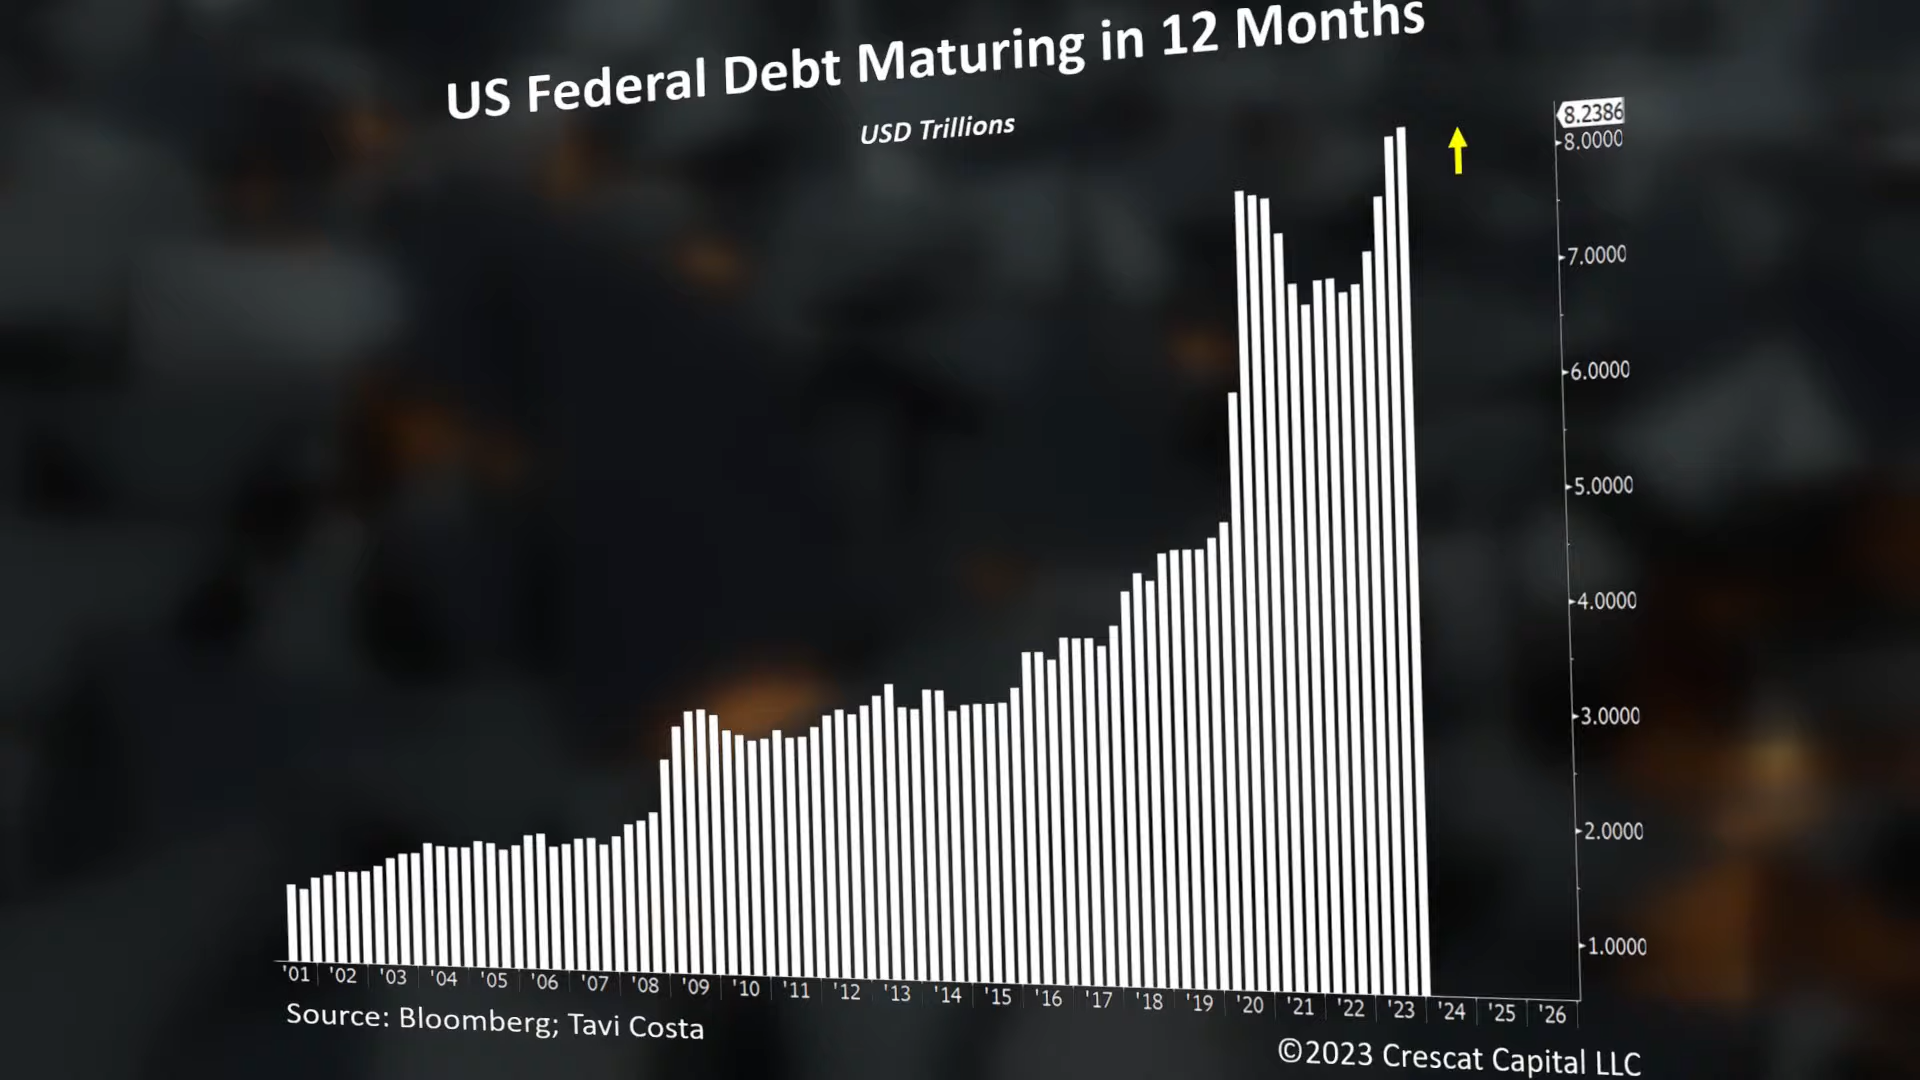 US Federal Debt Maturing in 12 Months
USD Trillions
8.2386
8.0000
7.0000
6.0000
5.0000
4.0000
3.0000
2.0000
1.0000
'01 '02 '03 '04 '05 '06 '07 '08 '09 '10 '11 '12 '13 '14 '15 '16 '17 '18 '19 '20 '21 '22 '23 '24 '25 '26
Source: Bloomberg; Tavi Costa
©2023 Crescat Capital LLC